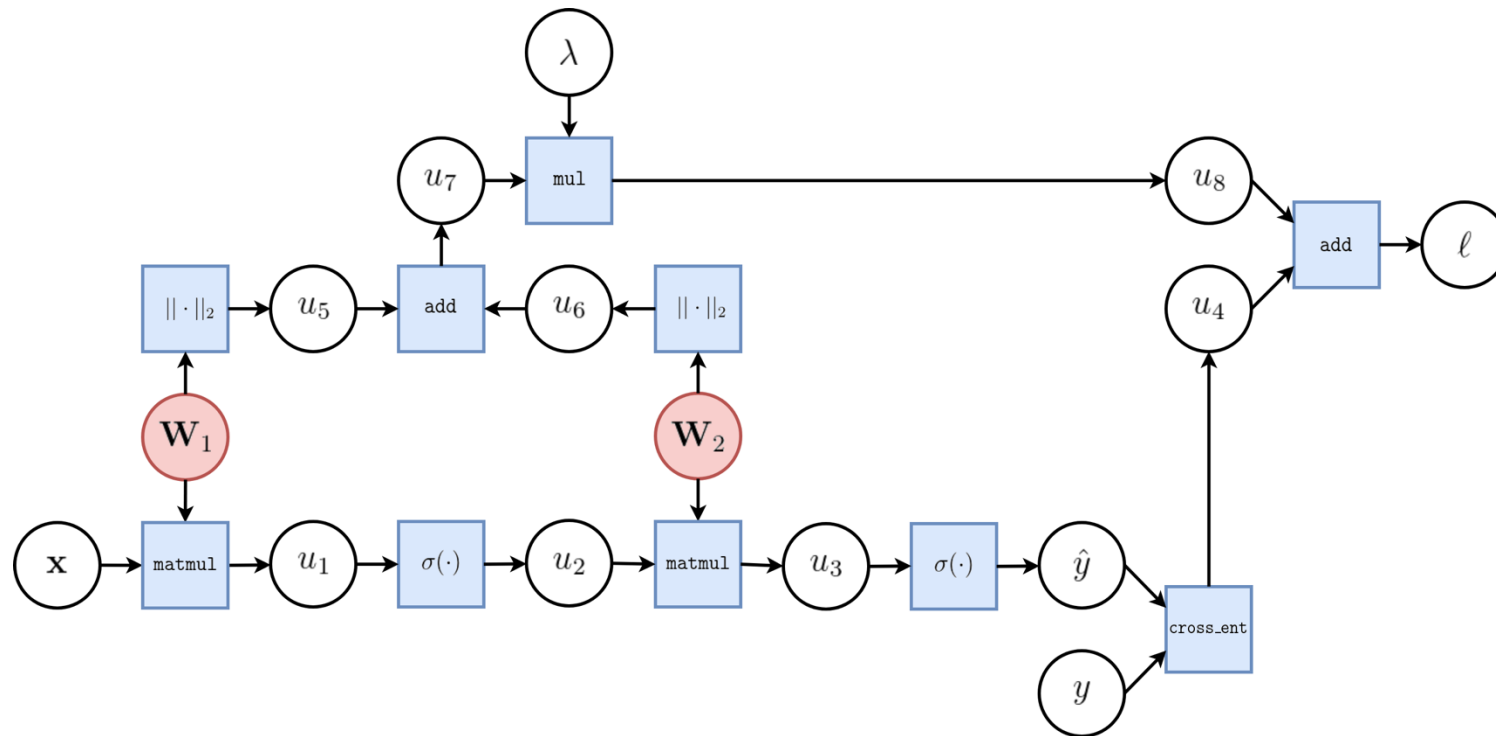 λ
u₇
mul
u₈
add
ℓ
|| · ||₂
u₅
add
u₆
|| · ||₂
u₄
W₁
W₂
x
matmul
u₁
σ(·)
u₂
matmul
u₃
σ(·)
ŷ
cross_ent
y